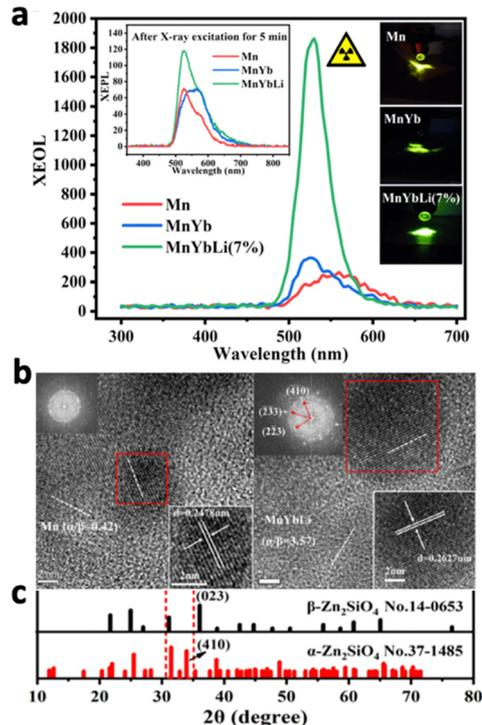 a
2000
1800
1600
1400
1200
1000
800
600
400
200
0
XEOL
300 400 500 600 700
Wavelength (nm)
After X-ray excitation for 5 min
140
120
100
80
60
40
20
0
XEPL
400 500 600 700 800
Wavelength (nm)
Mn
MnYb
MnYbLi
Mn
MnYb
MnYbLi(7%)
Mn
MnYb
MnYbLi(7%)
b
Mn (α/β=0.42)
d=0.2478nm
2nm
(410)
(233)
(223)
MnYbLi
(α/β=3.57)
d=0.2627nm
2nm
c
(023)
β-Zn₂SiO₄ No.14-0653
(410)
α-Zn₂SiO₄ No.37-1485
10 20 30 40 50 60 70 80
2θ (degree)